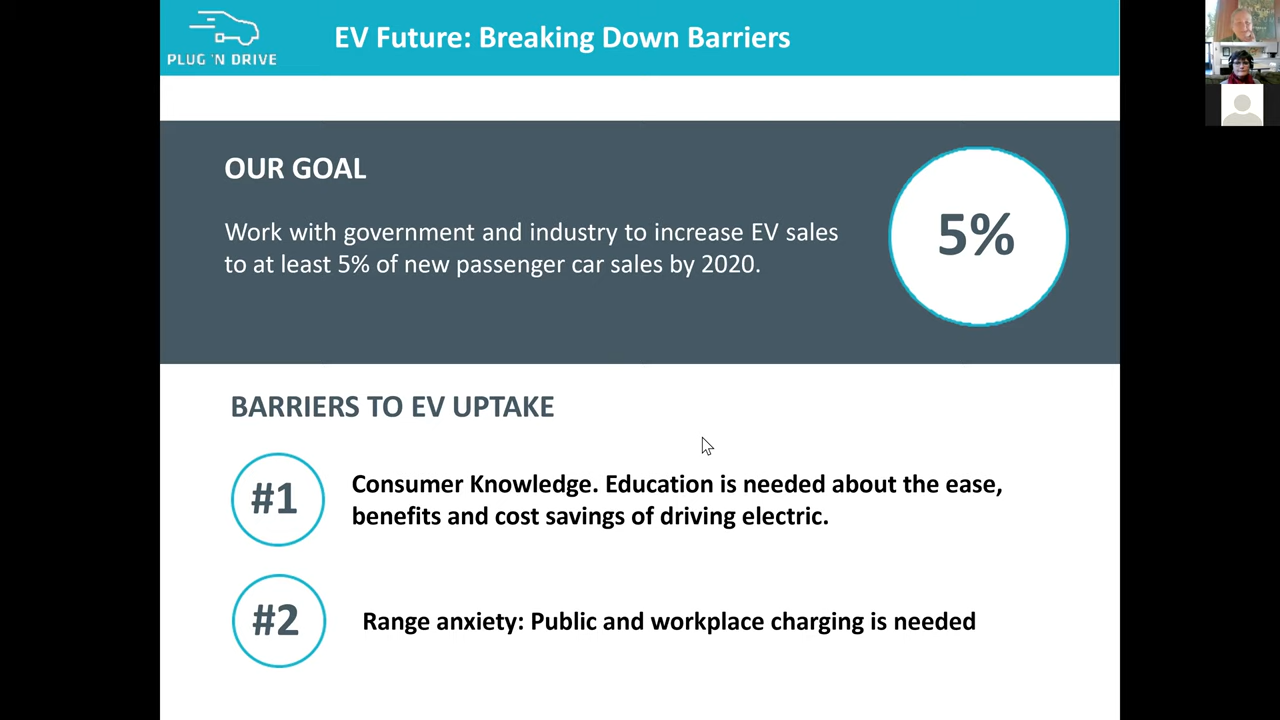 PLUG 'N DRIVE
EV Future: Breaking Down Barriers
OUR GOAL
Work with government and industry to increase EV sales
to at least 5% of new passenger car sales by 2020.
5%
BARRIERS TO EV UPTAKE
#1
Consumer Knowledge. Education is needed about the ease,
benefits and cost savings of driving electric.
#2
Range anxiety: Public and workplace charging is needed